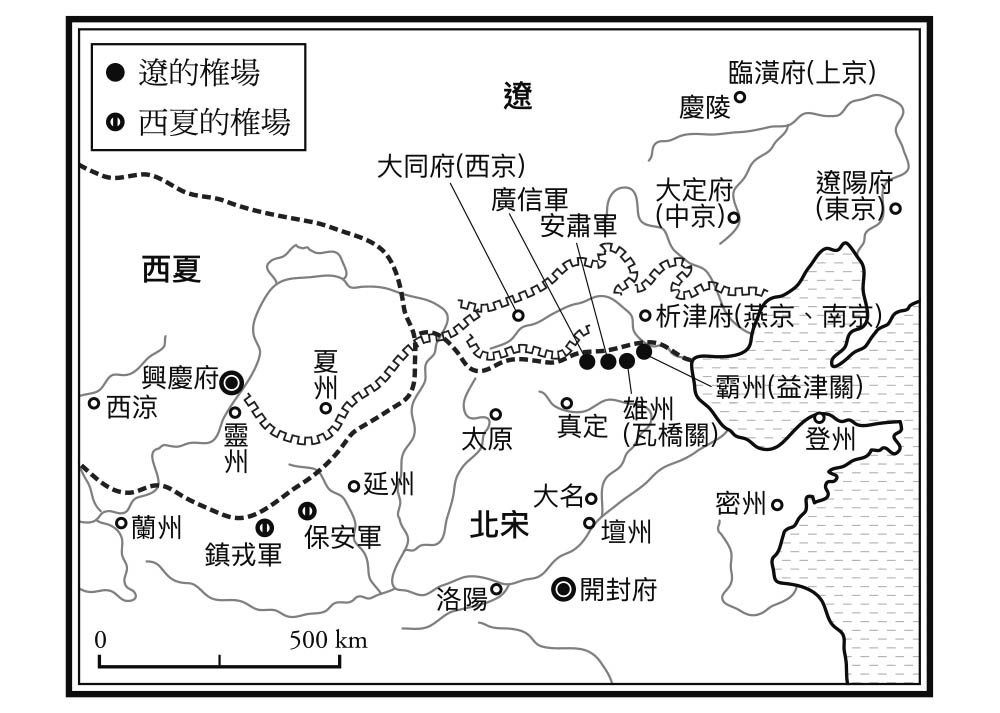 遼的榷場
西夏的榷場
遼
臨潢府(上京)
慶陵
大同府(西京)
廣信軍
安肅軍
大定府
(中京)
遼陽府
(東京)
西夏
析津府(燕京、南京)
夏
州
興慶府
西涼
靈
州
霸州(益津關)
雄州
(瓦橋關)
太原
真定
登州
延州
大名
密州
北宋
蘭州
鎮戎軍
保安軍
壇州
洛陽
開封府
0
500 km